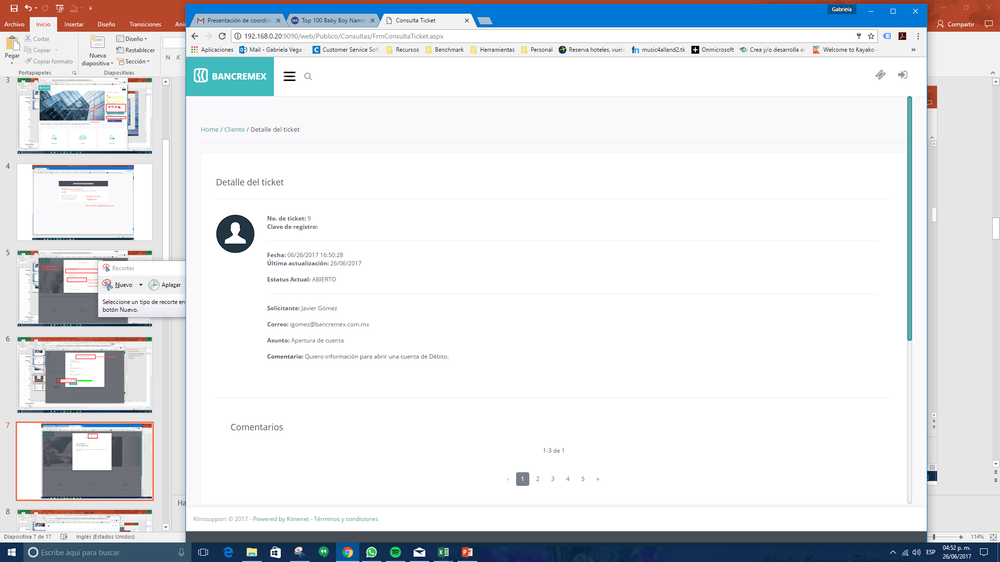 Gabriela
Archivo
Inicio
Insertar
Diseño
Transiciones
Compartir
Cortar
Copiar
Copiar formato
Pegar
Portapapeles
Nueva
diapositiva
Diseño
Restablecer
Sección
Diapositivas
N K
Presentación de coordin
Top 100 Baby Boy Names
Consulta Ticket
192.168.0.20:9090/web/Publico/Consultas/FrmConsultaTicket.aspx
Aplicaciones
Mail - Gabriela Vega -
Customer Service Soft
Recursos
Benchmark
Herramientas
Personal
Reserva hoteles, vuelo
music4alland2.tk
Onmicrosoft
Crea y/o desarrolla el
Welcome to Kayako -
»
BANCREMEX
Home / Cliente / Detalle del ticket
Detalle del ticket
No. de ticket: 9
Clave de registro:
Fecha: 06/26/2017 16:50:28
Última actualización: 26/06/2017
Estatus Actual: ABIERTO
Solicitante: Javier Gómez
Correo: igomez@bancremex.com.mx
Asunto: Apertura de cuenta
Comentario: Quiero información para abrir una cuenta de Débito.
Comentarios
1-3 de 1
« 1 2 3 4 5 »
Kiinisupport © 2017 - Powered by Kiinenet - Términos y condiciones
3
4
SOPORTE BANCREMEX
5
6
7
8
Recortes
Nuevo
Aplazar
Seleccione un tipo de recorte en
botón Nuevo.
Ha
Diapositiva 7 de 17
Inglés (Estados Unidos)
114%
Escribe aquí para buscar
ESP
04:52 p. m.
26/06/2017